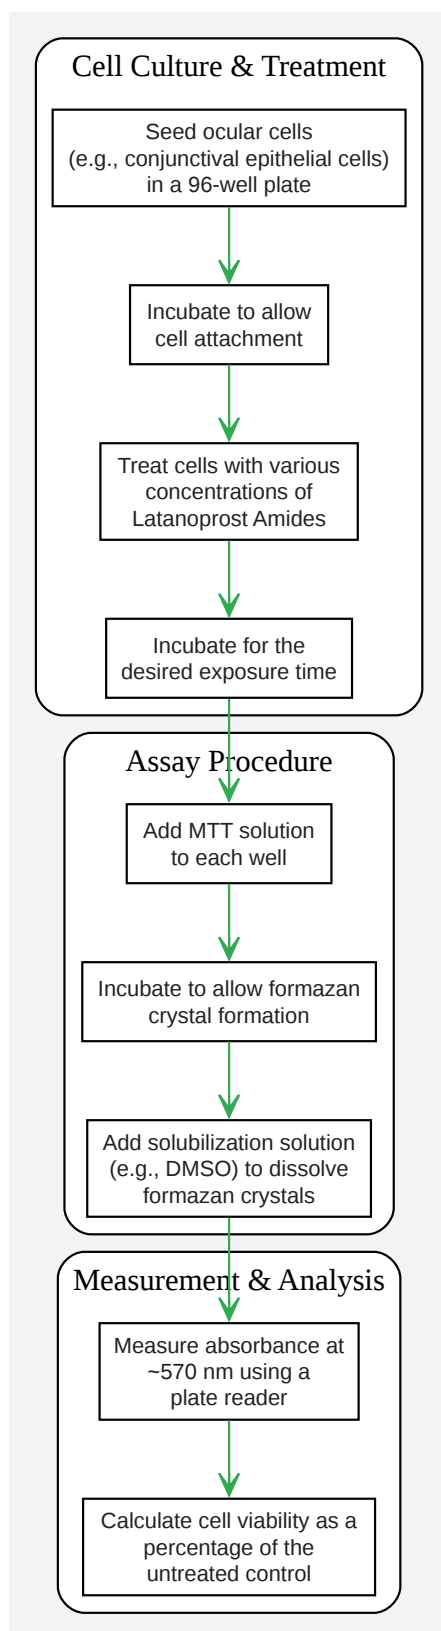 Cell Culture & Treatment
Seed ocular cells
(e.g., conjunctival epithelial cells)
in a 96-well plate
Incubate to allow
cell attachment
Treat cells with various
concentrations of
Latanoprost Amides
Incubate for the
desired exposure time
Assay Procedure
Add MTT solution
to each well
Incubate to allow formazan
crystal formation
Add solubilization solution
(e.g., DMSO) to dissolve
formazan crystals
Measurement & Analysis
Measure absorbance at
~570 nm using a
plate reader
Calculate cell viability as a
percentage of the
untreated control